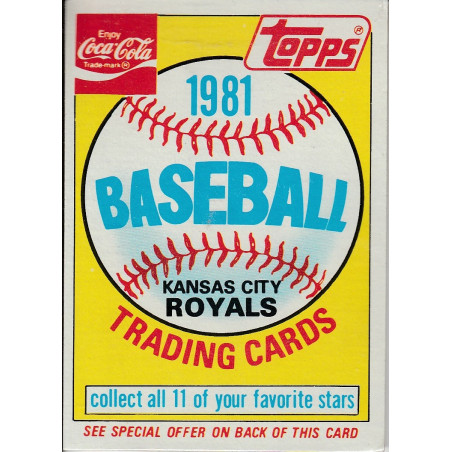 Enjoy
Coca-Cola
Trade-mark ®
TOPPS ®
1981
BASEBALL
KANSAS CITY
ROYALS
TRADING CARDS
collect all 11 of your favorite stars
SEE SPECIAL OFFER ON BACK OF THIS CARD